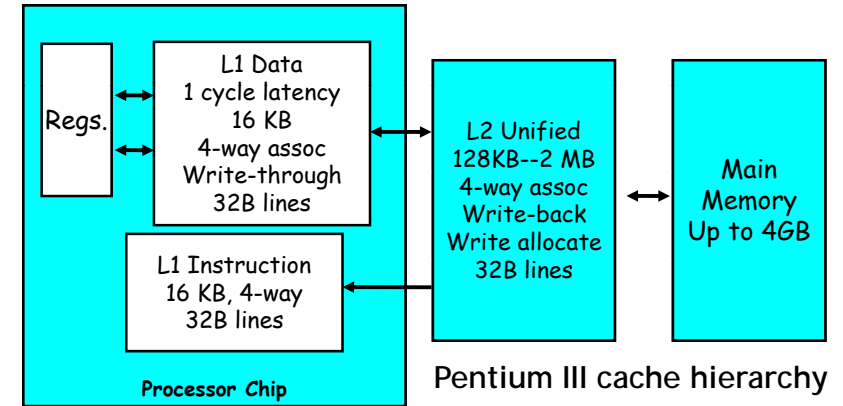 Regs.
L1 Data
1 cycle latency
16 KB
4-way assoc
Write-through
32B lines
L1 Instruction
16 KB, 4-way
32B lines
Processor Chip
L2 Unified
128KB--2 MB
4-way assoc
Write-back
Write allocate
32B lines
Main
Memory
Up to 4GB
Pentium III cache hierarchy